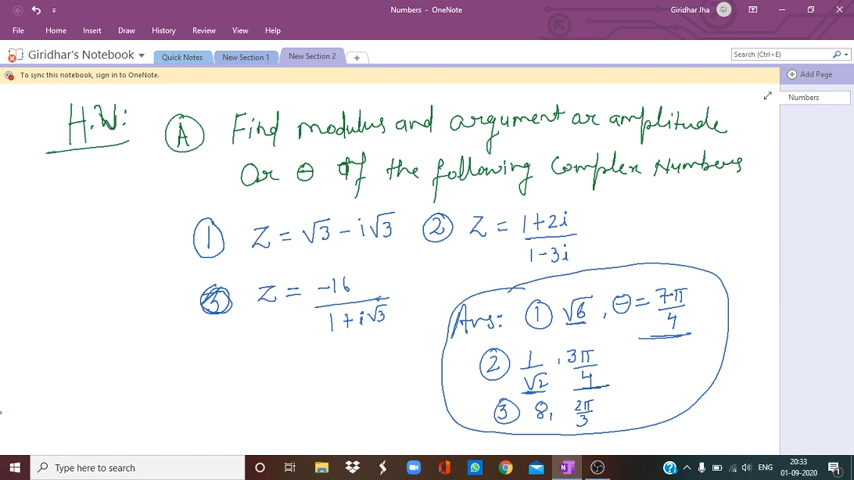 Numbers - OneNote
Giridhar Jha GJ
File Home Insert Draw History Review View Help
Giridhar's Notebook Quick Notes New Section 1 New Section 2
Search (Ctrl+E)
To sync this notebook, sign in to OneNote.
Add Page
Numbers
H.W:
A Find modulus and argument or amplitude
Or θ Of the following Complex Numbers
1 Z = √3 − i√3 2 Z = 1+2i / 1−3i
3 Z = −16 / 1+i√3
Ans: 1 √6, θ = 7π/4
2 1/√2, 3π/4
3 8, 2π/3
Type here to search
ENG
20:33
01-09-2020